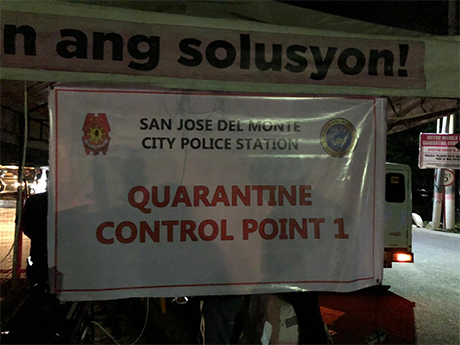 n ang solusyon!
SAN JOSE DEL MONTE
CITY POLICE STATION
QUARANTINE
CONTROL POINT 1